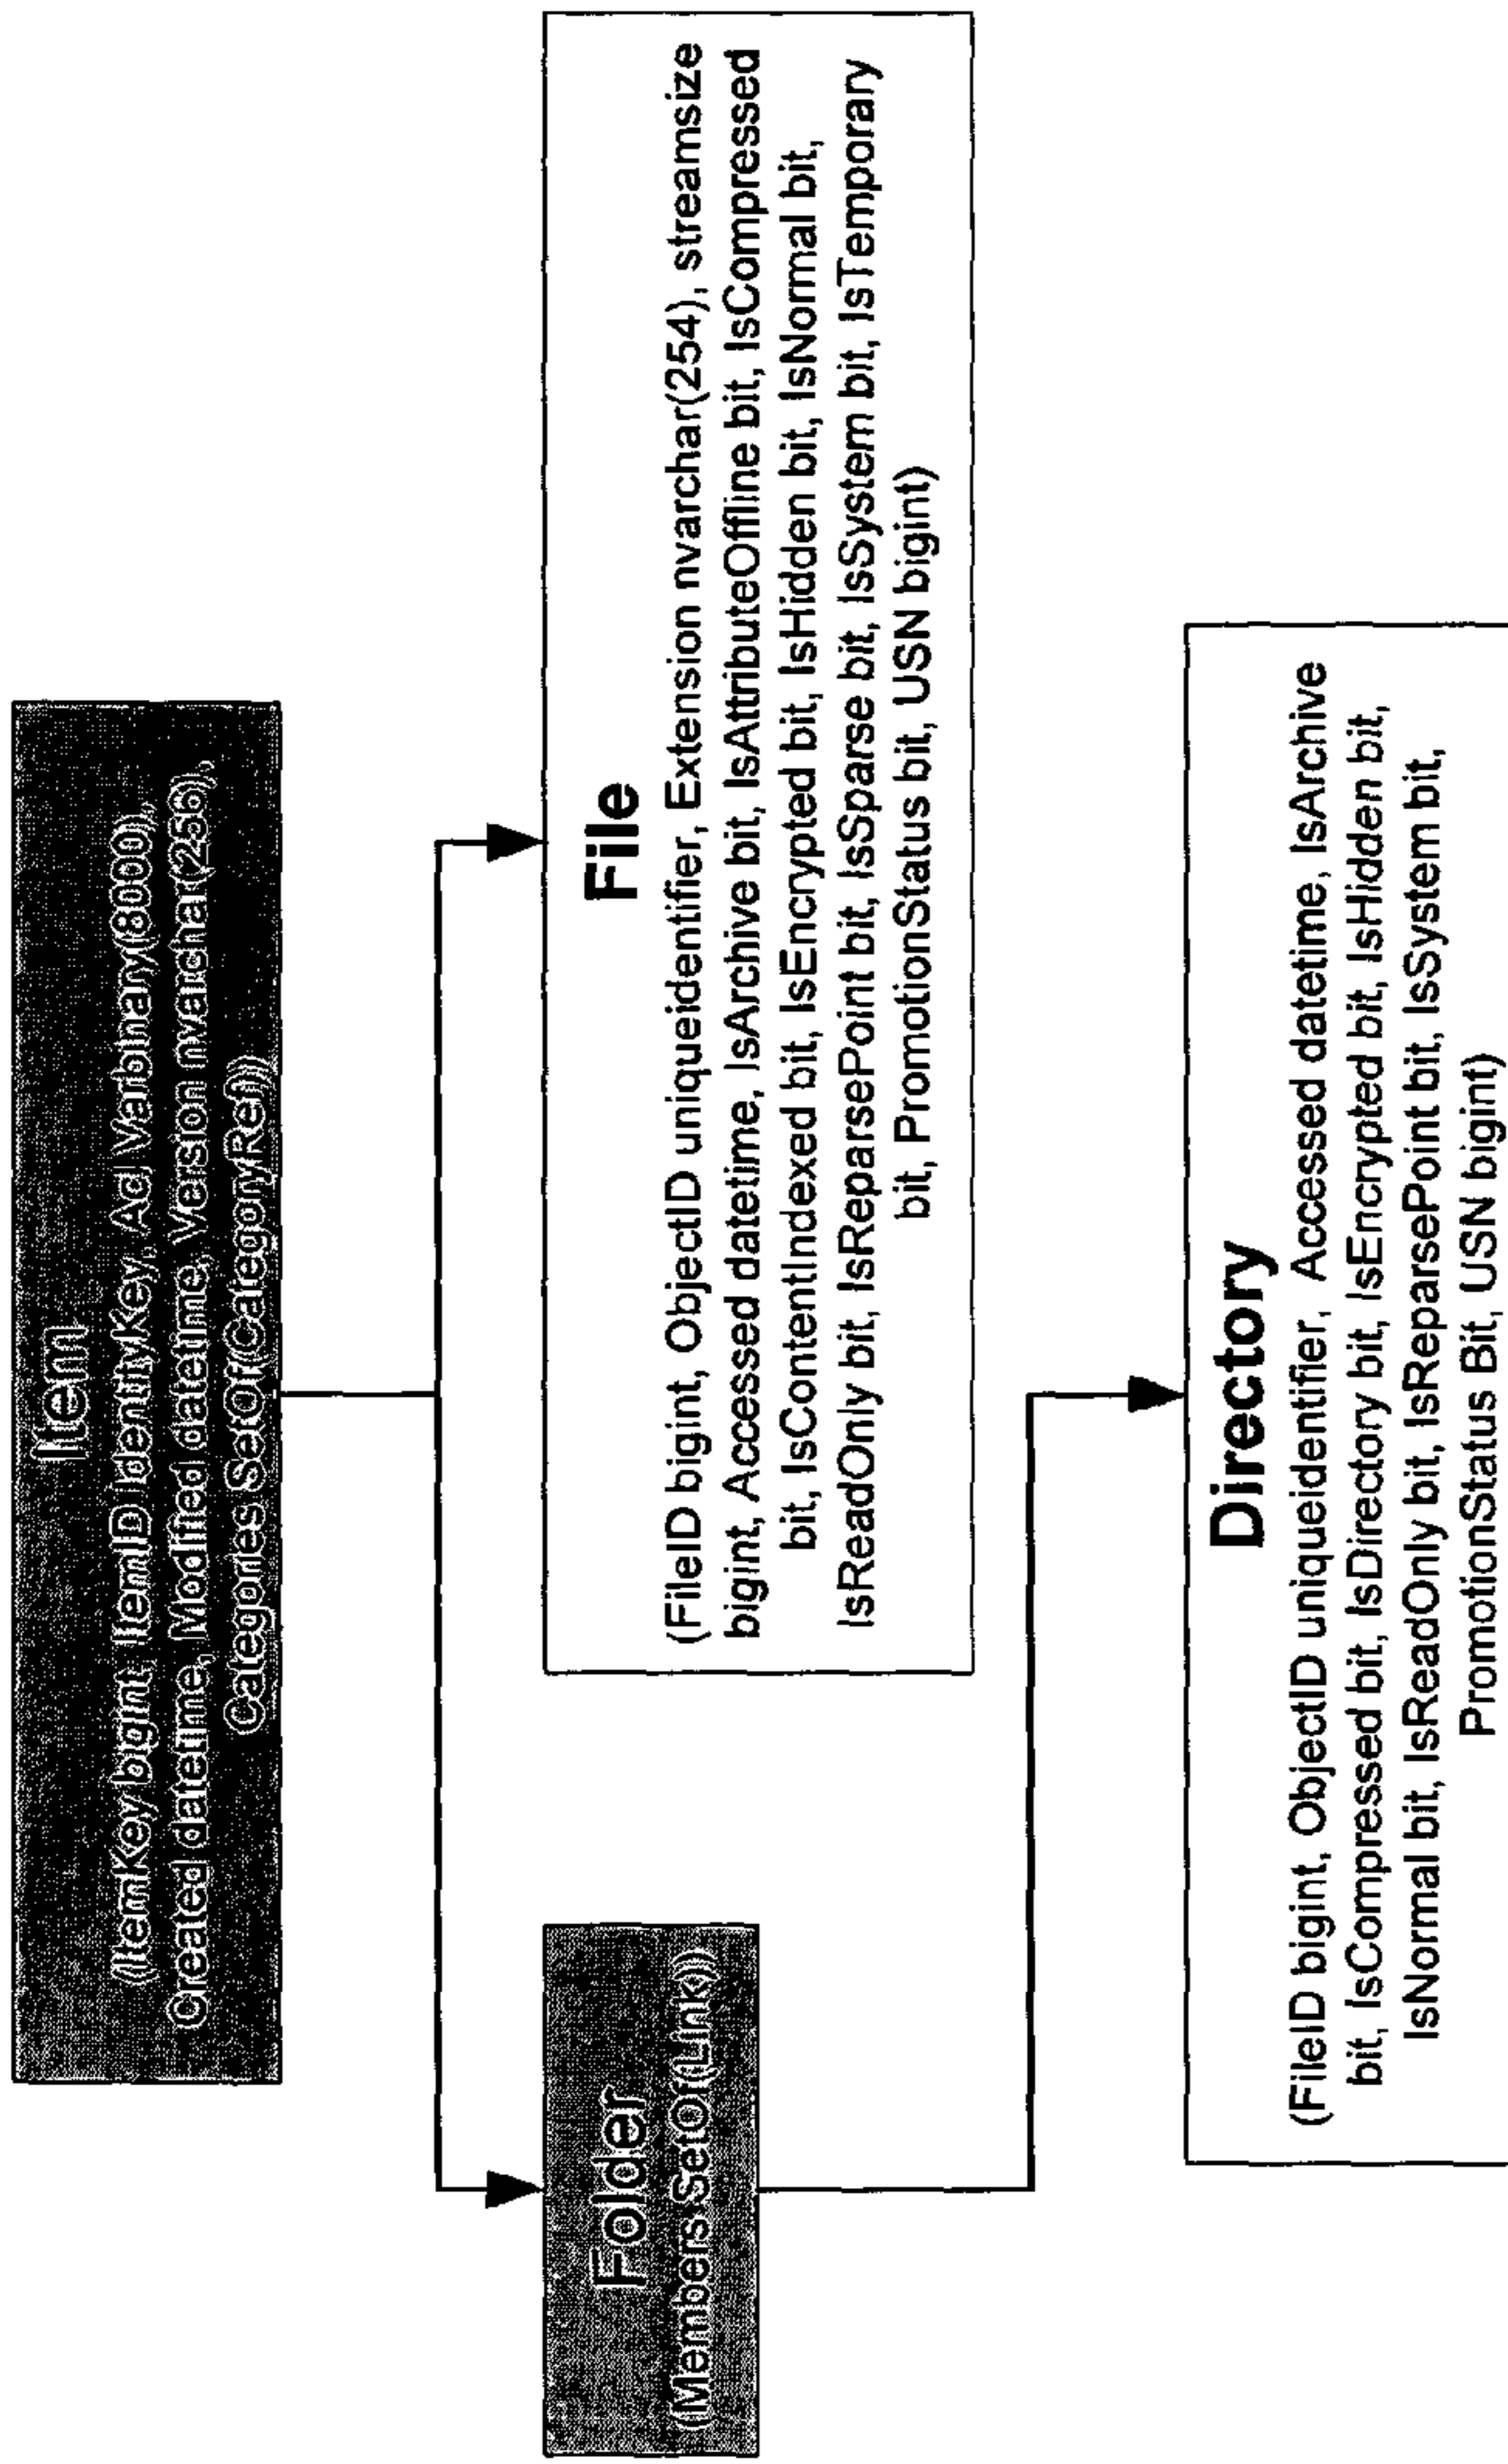 Item
(ItemKey bigint, ItemID IdentityKey, Acl Varbinary(8000),
Created datetime, Modified datetime, Version nvarchar(256),
Categories SetOf(CategoryRef))
Folder
(Members SetOf(Link))
File
(FileID bigint, ObjectID uniqueidentifier, Extension nvarchar(254), streamsize
bigint, Accessed datetime, IsArchive bit, IsAttributeOffline bit, IsCompressed
bit, IsContentIndexed bit, IsEncrypted bit, IsHidden bit, IsNormal bit,
IsReadOnly bit, IsReparsePoint bit, IsSparse bit, IsSystem bit, IsTemporary
bit, PromotionStatus bit, USN bigint)
Directory
(FileID bigint, ObjectID uniqueidentifier, Accessed datetime, IsArchive
bit, IsCompressed bit, IsDirectory bit, IsEncrypted bit, IsHidden bit,
IsNormal bit, IsReadOnly bit, IsReparsePoint bit, IsSystem bit,
PromotionStatus Bit, USN bigint)